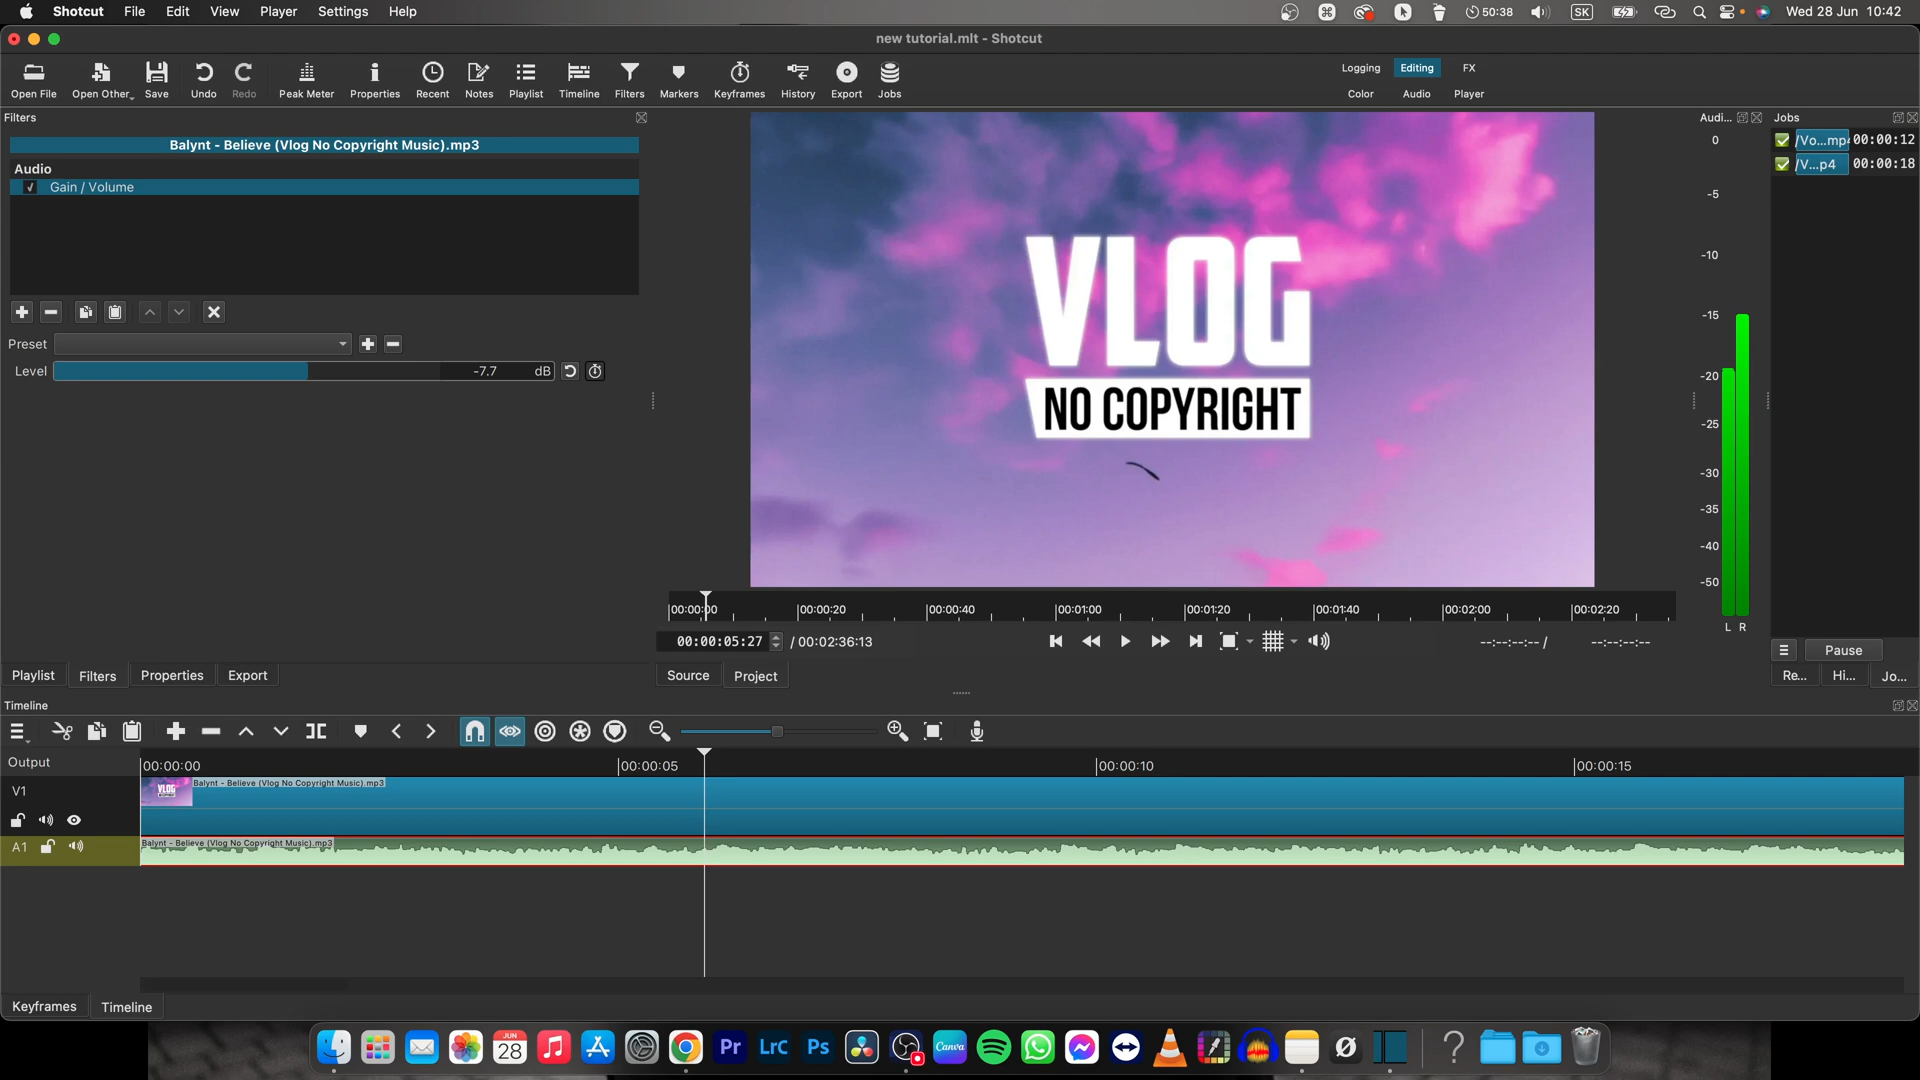 Shotcut File Edit View Player Settings Help
50:38 SK Wed 28 Jun 10:42
new tutorial.mlt - Shotcut
Open File Open Other... Save Undo Redo Peak Meter Properties Recent Notes Playlist Timeline Filters Markers Keyframes History Export Jobs
Logging Editing FX
Color Audio Player
Filters
Balynt - Believe (Vlog No Copyright Music).mp3
Audio
Gain / Volume
Preset
Level -7.7 dB
VLOG
NO COPYRIGHT
Audi...
0
-5
-10
-15
-20
-25
-30
-35
-40
-50
L R
Jobs
/Vo...mp4 00:00:12
/V...p4 00:00:18
00:00:00 00:00:20 00:00:40 00:01:00 00:01:20 00:01:40 00:02:00 00:02:20
00:00:05:27 / 00:02:36:13 --:--:--:-- / --:--:--:--
Pause
Playlist Filters Properties Export
Source Project
Re... Hi... Jo...
Timeline
Output 00:00:00 00:00:05 00:00:10 00:00:15
V1 VLOG Balynt - Believe (Vlog No Copyright Music).mp3
A1 Balynt - Believe (Vlog No Copyright Music).mp3
Keyframes Timeline
JUN
28
Pr LrC Ps Canva